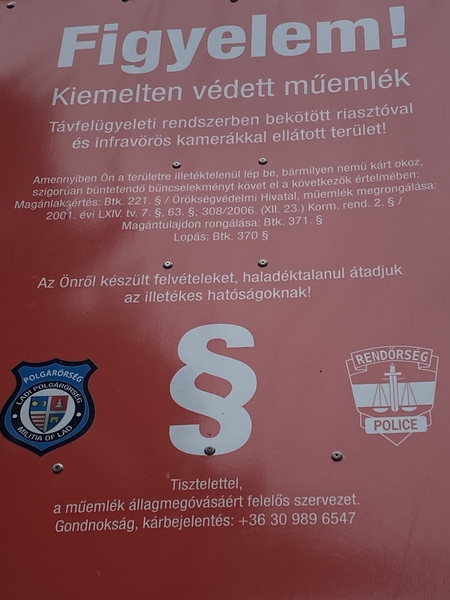 Figyelem!
Kiemelten védett műemlék
Távfelügyeleti rendszerben bekötött riasztóval
és infravörös kamerákkal ellátott terület!
Amennyiben Ön a területre illetéktelenül lép be, bármilyen nemü kárt okoz,
szigorúan büntetendő bűncselekményt követ el a következők értelmében:
Magánlaksértés: Btk. 221. § / Örökségvédelmi Hivatal, műemlék megrongálása:
2001. évi LXIV. tv. 7. §, 63. §; 308/2006. (XII. 23.) Korm. rend. 2. § /
Magántulajdon rongálása: Btk. 371. §
Lopás: Btk. 370 §
Az Önről készült felvételeket, haladéktalanul átadjuk
az illetékes hatóságoknak!
§
POLGÁRŐRSÉG
LADI POLGÁRŐRSÉG
MILITIA OF LAD
RENDŐRSÉG
POLICE
Tisztelettel,
a műemlék állagmegóvásáért felelős szervezet.
Gondnokság, kárbejelentés: +36 30 989 6547